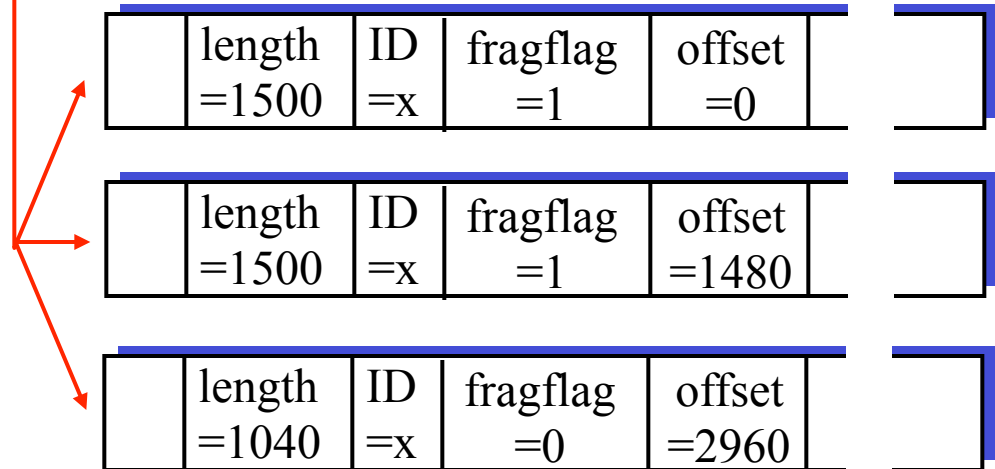 length ID fragflag offset
=1500 =x =1 =0
length ID fragflag offset
=1500 =x =1 =1480
length ID fragflag offset
=1040 =x =0 =2960